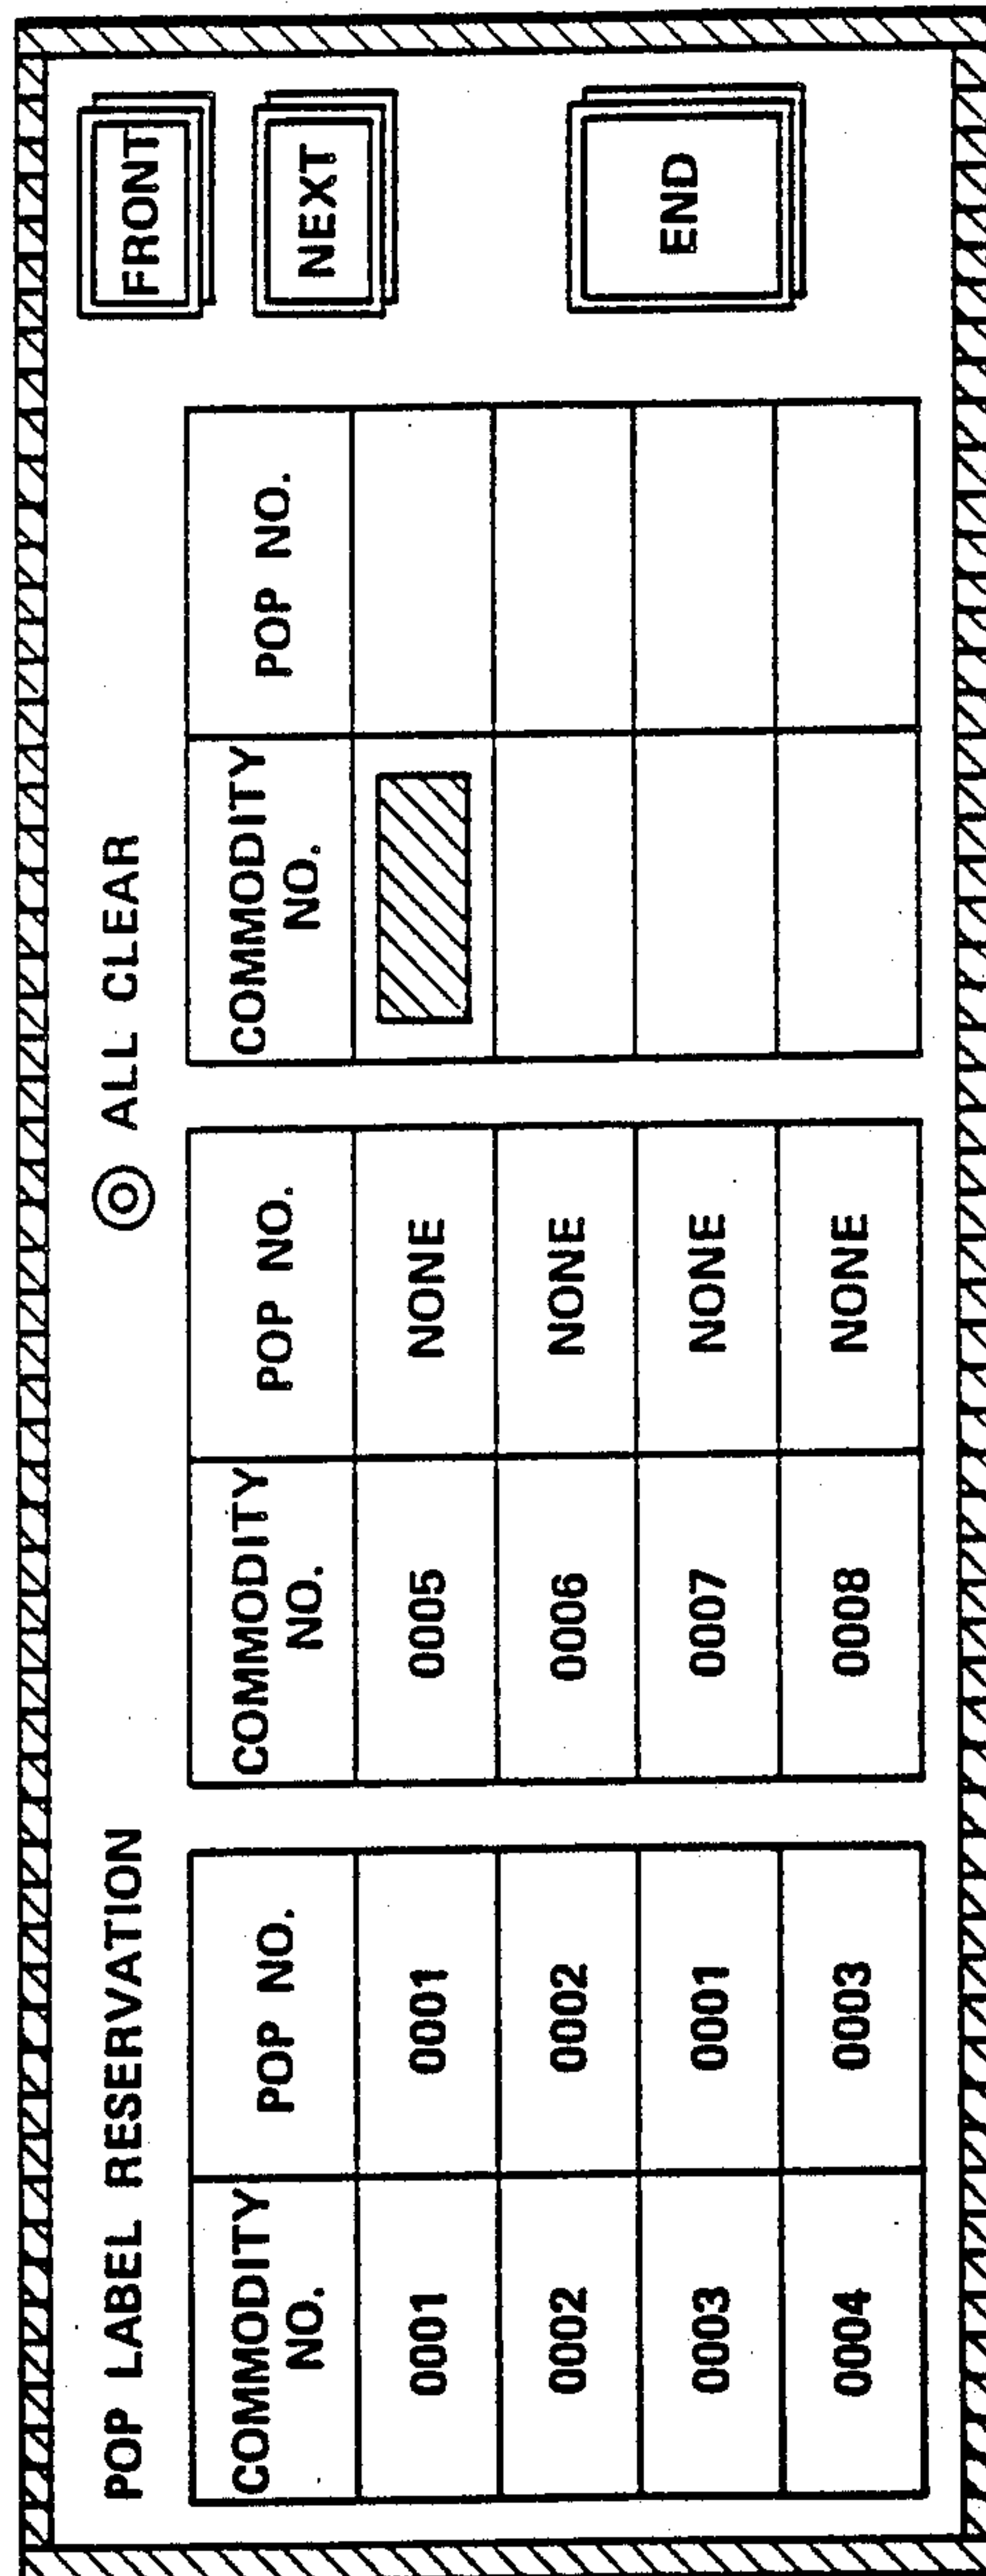 POP LABEL RESERVATION
◎ ALL CLEAR
FRONT
NEXT
END
COMMODITY NO. POP NO.
0001 0001
0002 0002
0003 0001
0004 0003
COMMODITY NO. POP NO.
0005 NONE
0006 NONE
0007 NONE
0008 NONE
COMMODITY NO. POP NO.